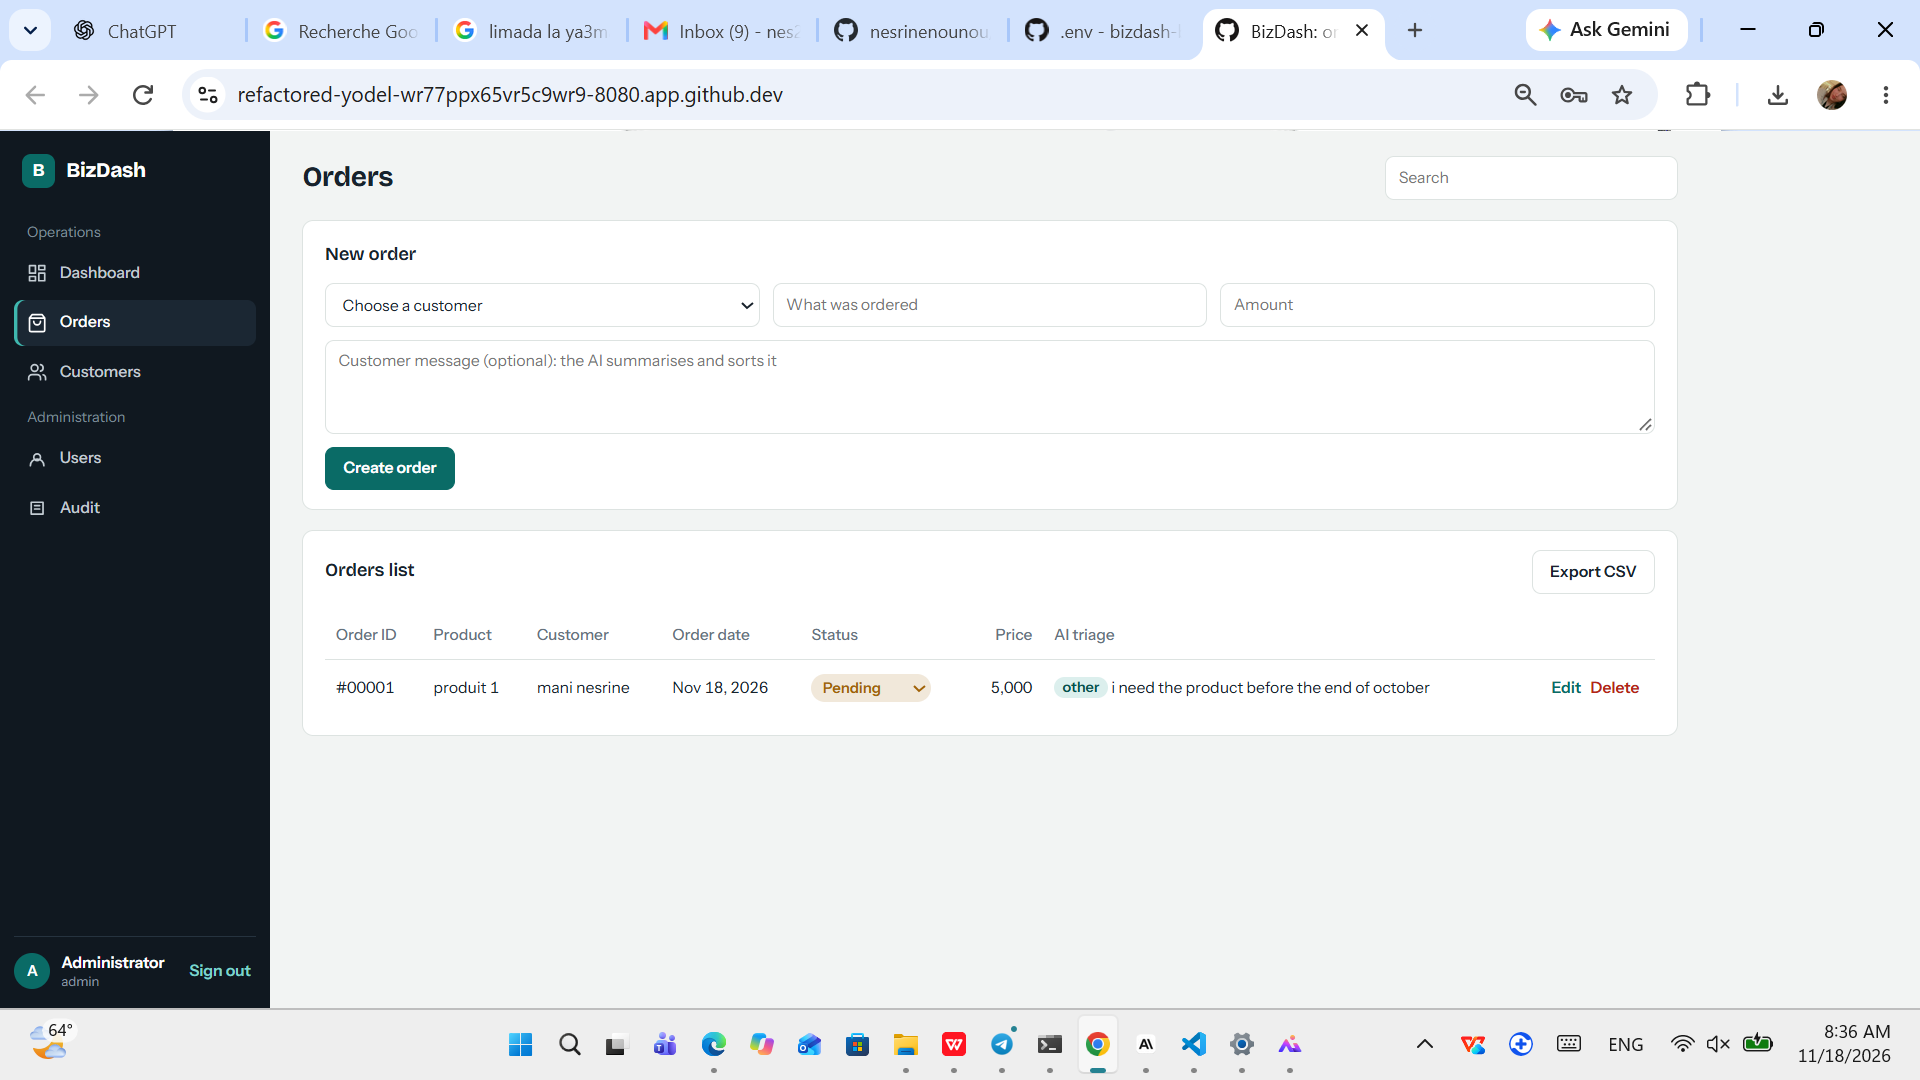 ChatGPT
Recherche Goo
limada la ya3m
Inbox (9) - nes2
nesrinenounou
.env - bizdash-
BizDash: or
Ask Gemini
refactored-yodel-wr77ppx65vr5c9wr9-8080.app.github.dev
B BizDash
Operations
Dashboard
Orders
Customers
Administration
Users
Audit
A Administrator
admin
Sign out
Orders
Search
New order
Choose a customer
What was ordered
Amount
Customer message (optional): the AI summarises and sorts it
Create order
Orders list
Export CSV
Order ID Product Customer Order date Status Price AI triage
#00001 produit 1 mani nesrine Nov 18, 2026 Pending 5,000 other i need the product before the end of october Edit Delete
64°
ENG
8:36 AM
11/18/2026